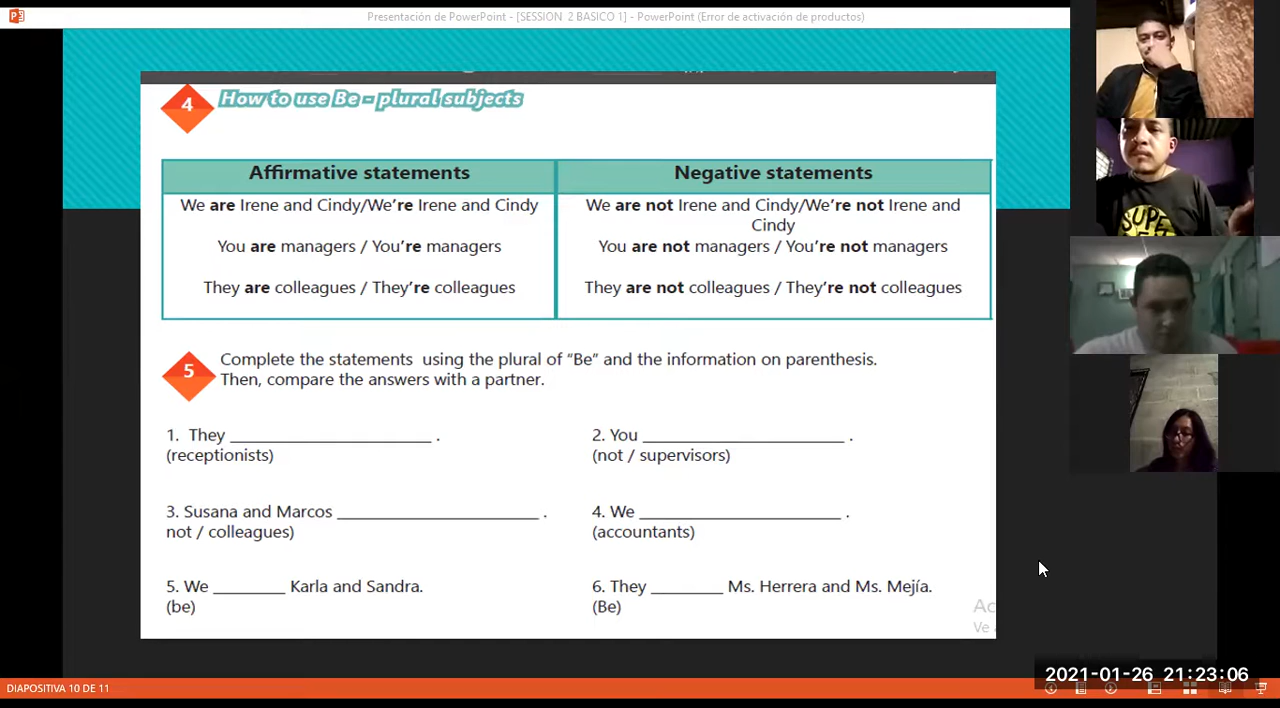 Presentación de PowerPoint - [SESSION 2 BASICO 1] - PowerPoint (Error de activación de productos)
4
How to use Be - plural subjects
Affirmative statements
Negative statements
We are Irene and Cindy/We're Irene and Cindy
We are not Irene and Cindy/We're not Irene and
Cindy
You are managers / You're managers
You are not managers / You're not managers
They are colleagues / They're colleagues
They are not colleagues / They're not colleagues
5
Complete the statements using the plural of "Be" and the information on parenthesis.
Then, compare the answers with a partner.
1. They ____________________ .
(receptionists)
2. You ____________________ .
(not / supervisors)
3. Susana and Marcos ____________________ .
not / colleagues)
4. We ____________________ .
(accountants)
5. We _______ Karla and Sandra.
(be)
6. They _______ Ms. Herrera and Ms. Mejía.
(Be)
Ve
2021-01-26 21:23:06
DIAPOSITIVA 10 DE 11